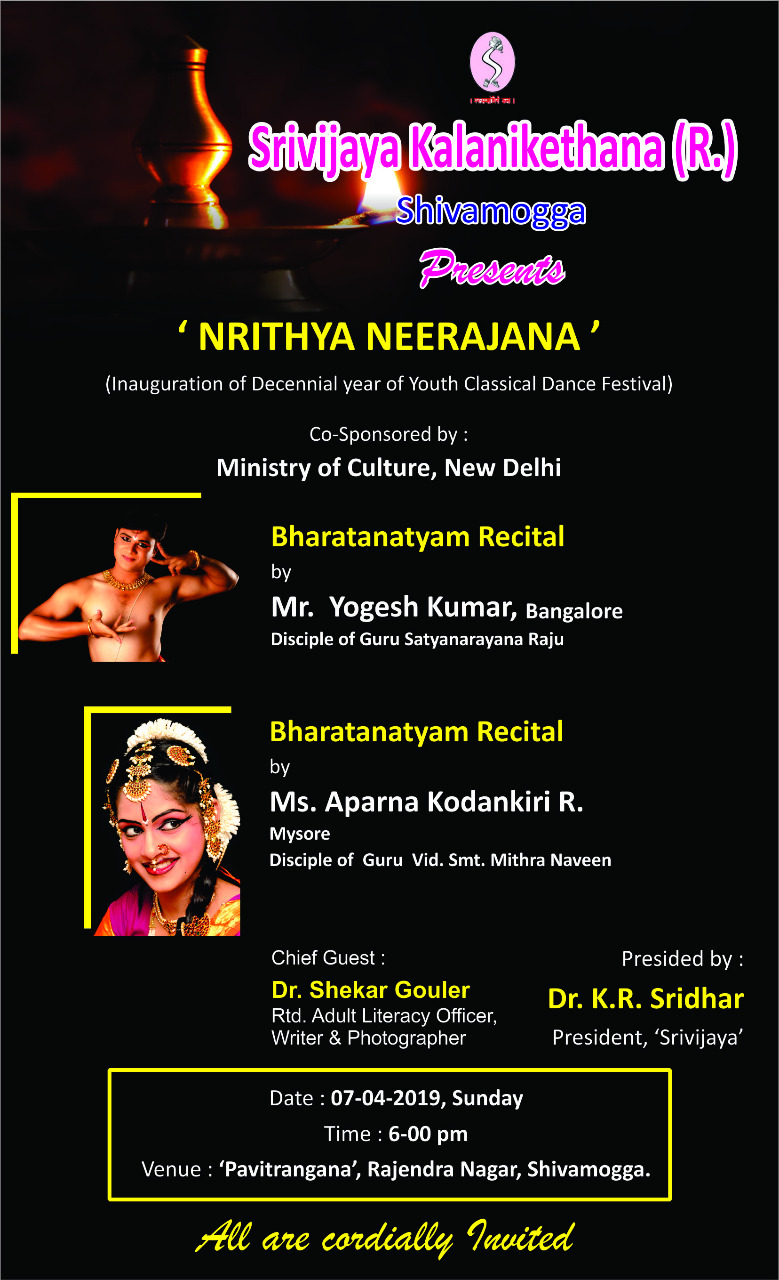 Srivijaya Kalanikethana (R.)
Shivamogga
Presents
‘ NRITHYA NEERAJANA ’
(Inauguration of Decennial year of Youth Classical Dance Festival)
Co-Sponsored by :
Ministry of Culture, New Delhi
Bharatanatyam Recital
by
Mr. Yogesh Kumar, Bangalore
Disciple of Guru Satyanarayana Raju
Bharatanatyam Recital
by
Ms. Aparna Kodankiri R.
Mysore
Disciple of Guru Vid. Smt. Mithra Naveen
Chief Guest :
Dr. Shekar Gouler
Rtd. Adult Literacy Officer,
Writer & Photographer
Presided by :
Dr. K.R. Sridhar
President, ‘Srivijaya’
Date : 07-04-2019, Sunday
Time : 6-00 pm
Venue : ‘Pavitrangana’, Rajendra Nagar, Shivamogga.
All are cordially Invited